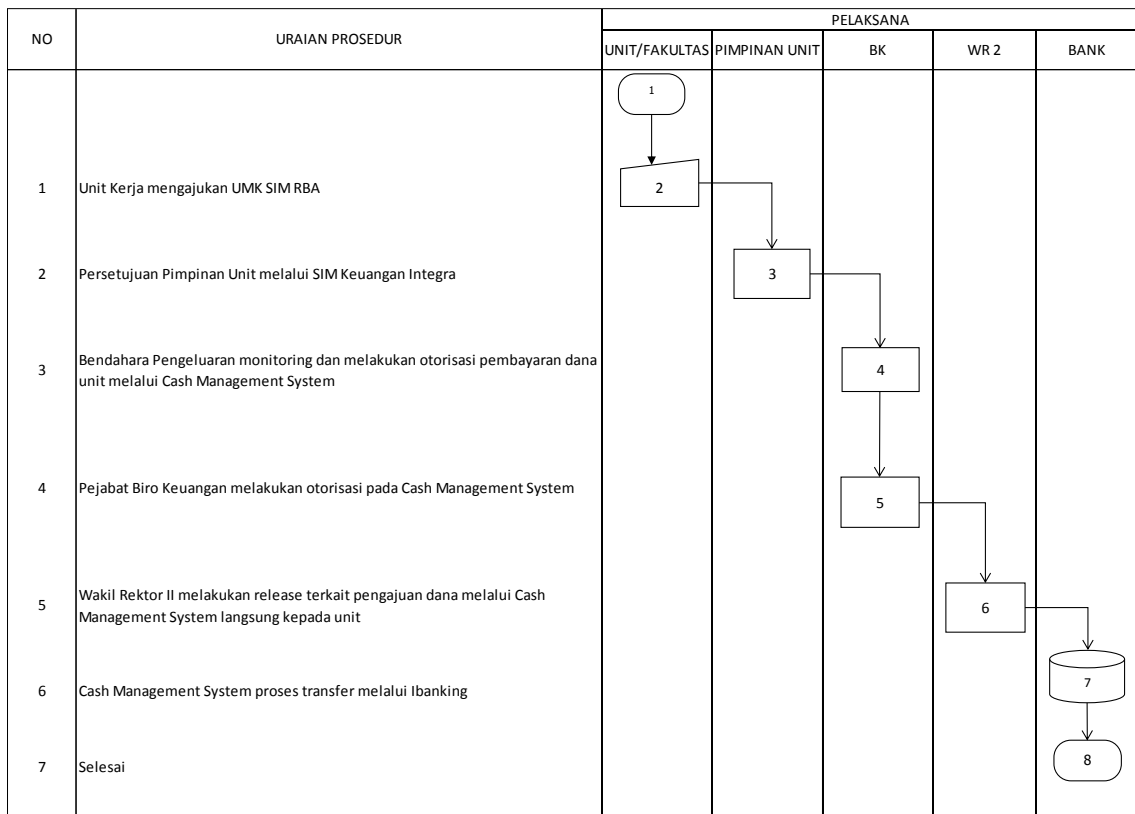 NO
URAIAN PROSEDUR
PELAKSANA
UNIT/FAKULTAS
PIMPINAN UNIT
BK
WR 2
BANK
1
1
Unit Kerja mengajukan UMK SIM RBA
2
2
Persetujuan Pimpinan Unit melalui SIM Keuangan Integra
3
3
Bendahara Pengeluaran monitoring dan melakukan otorisasi pembayaran dana
unit melalui Cash Management System
4
4
Pejabat Biro Keuangan melakukan otorisasi pada Cash Management System
5
5
Wakil Rektor II melakukan release terkait pengajuan dana melalui Cash
Management System langsung kepada unit
6
6
Cash Management System proses transfer melalui Ibanking
7
7
Selesai
8